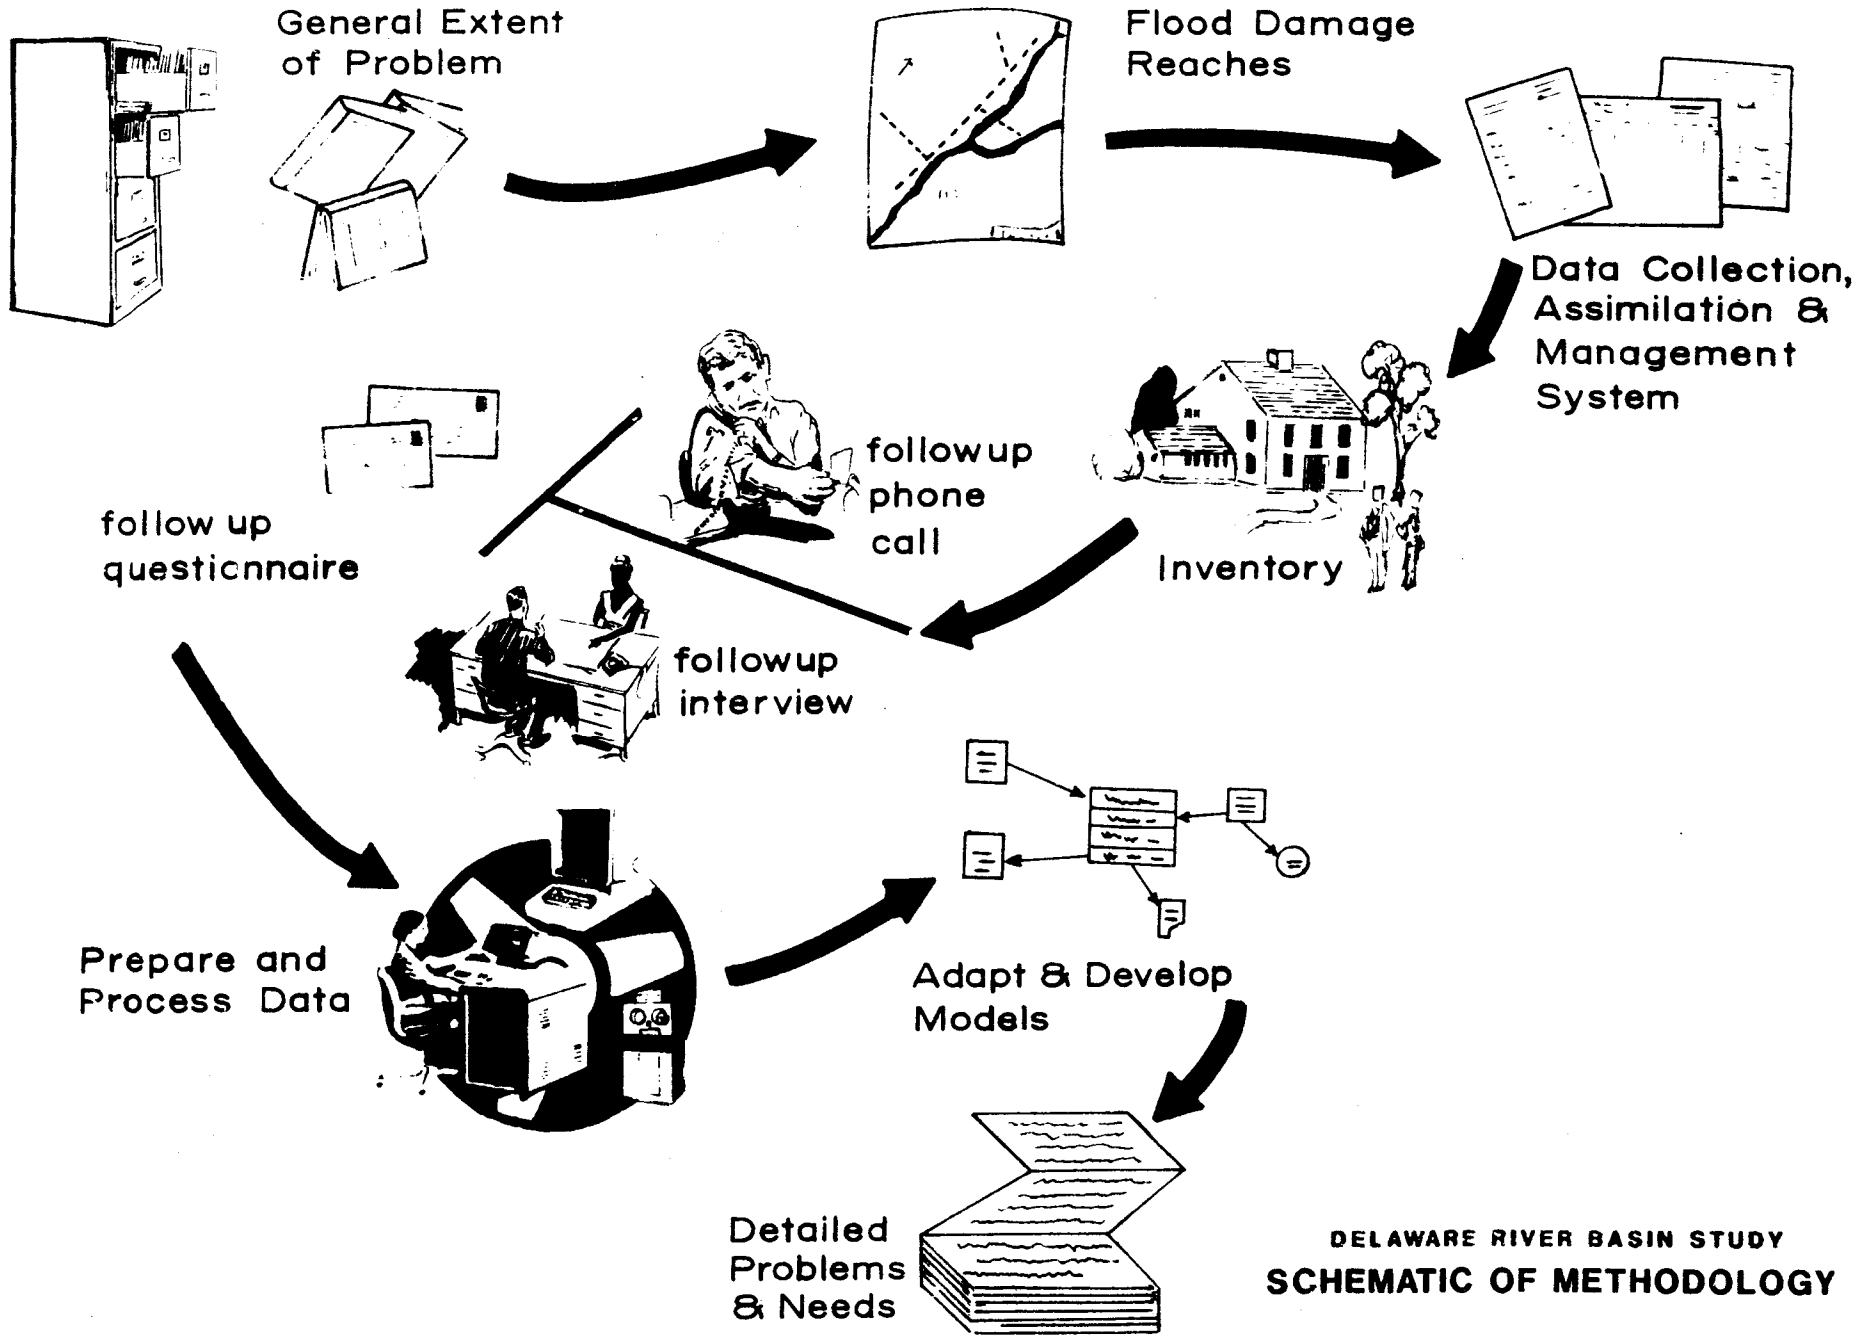 General Extent
of Problem
Flood Damage
Reaches
Data Collection,
Assimilation &
Management
System
followup
phone
call
Inventory
follow up
questionnaire
followup
interview
Prepare and
Process Data
Adapt & Develop
Models
Detailed
Problems
& Needs
DELAWARE RIVER BASIN STUDY
SCHEMATIC OF METHODOLOGY